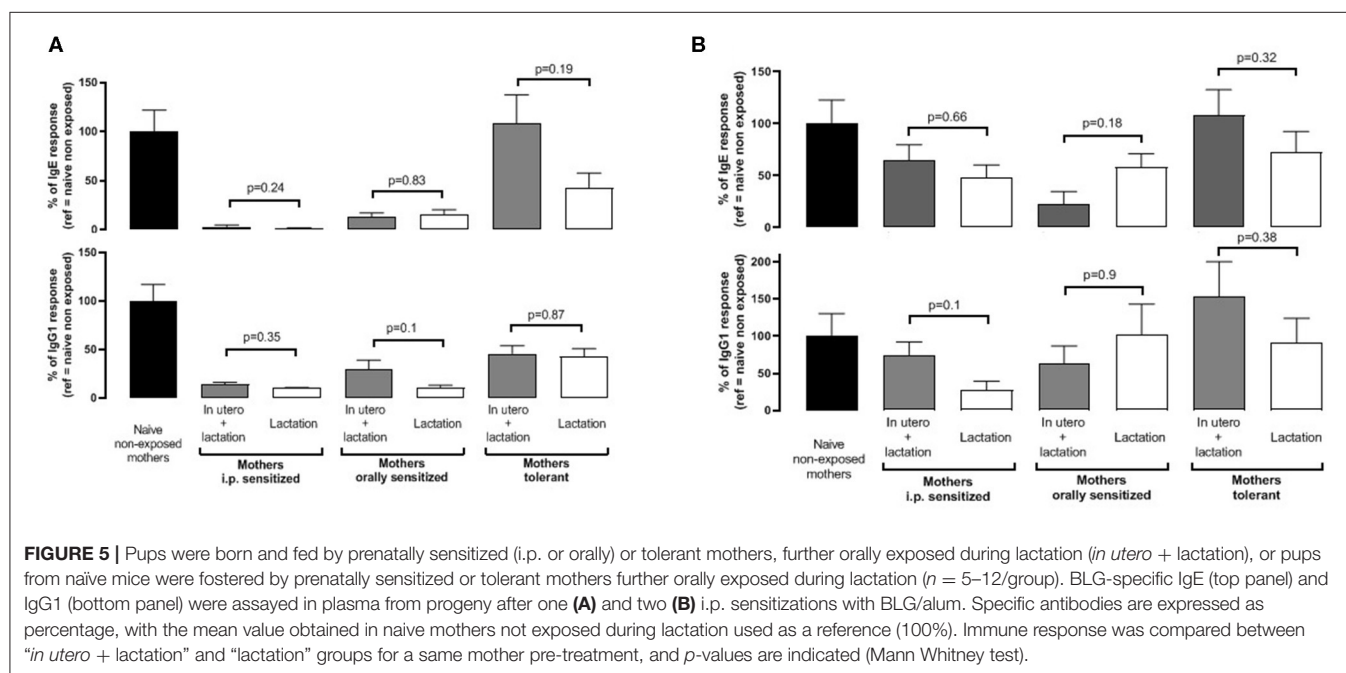 A
% of IgE response
(ref = naive non exposed)
150
100
50
0
p=0.24
p=0.83
p=0.19
% of IgG1 response
(ref = naive non exposed)
150
100
50
0
p=0.35
p=0.1
p=0.87
Naive
non-exposed
mothers
In utero
+
lactation
Lactation
In utero
+
lactation
Lactation
In utero
+
lactation
Lactation
Mothers
i.p. sensitized
Mothers
orally sensitized
Mothers
tolerant
B
% of IgE response
(ref = naive non exposed)
150
100
50
0
p=0.66
p=0.18
p=0.32
% of IgG1 response
(ref = naive non exposed)
200
150
100
50
0
p=0.1
p=0.9
p=0.38
Naive
non-exposed
mothers
In utero
+
lactation
Lactation
In utero
+
lactation
Lactation
In utero
+
lactation
Lactation
Mothers
i.p. sensitized
Mothers
orally sensitized
Mothers
tolerant
FIGURE 5 | Pups were born and fed by prenatally sensitized (i.p. or orally) or tolerant mothers, further orally exposed during lactation (in utero + lactation), or pups
from naïve mice were fostered by prenatally sensitized or tolerant mothers further orally exposed during lactation (n = 5–12/group). BLG-specific IgE (top panel) and
IgG1 (bottom panel) were assayed in plasma from progeny after one (A) and two (B) i.p. sensitizations with BLG/alum. Specific antibodies are expressed as
percentage, with the mean value obtained in naive mothers not exposed during lactation used as a reference (100%). Immune response was compared between
“in utero + lactation” and “lactation” groups for a same mother pre-treatment, and p-values are indicated (Mann Whitney test).